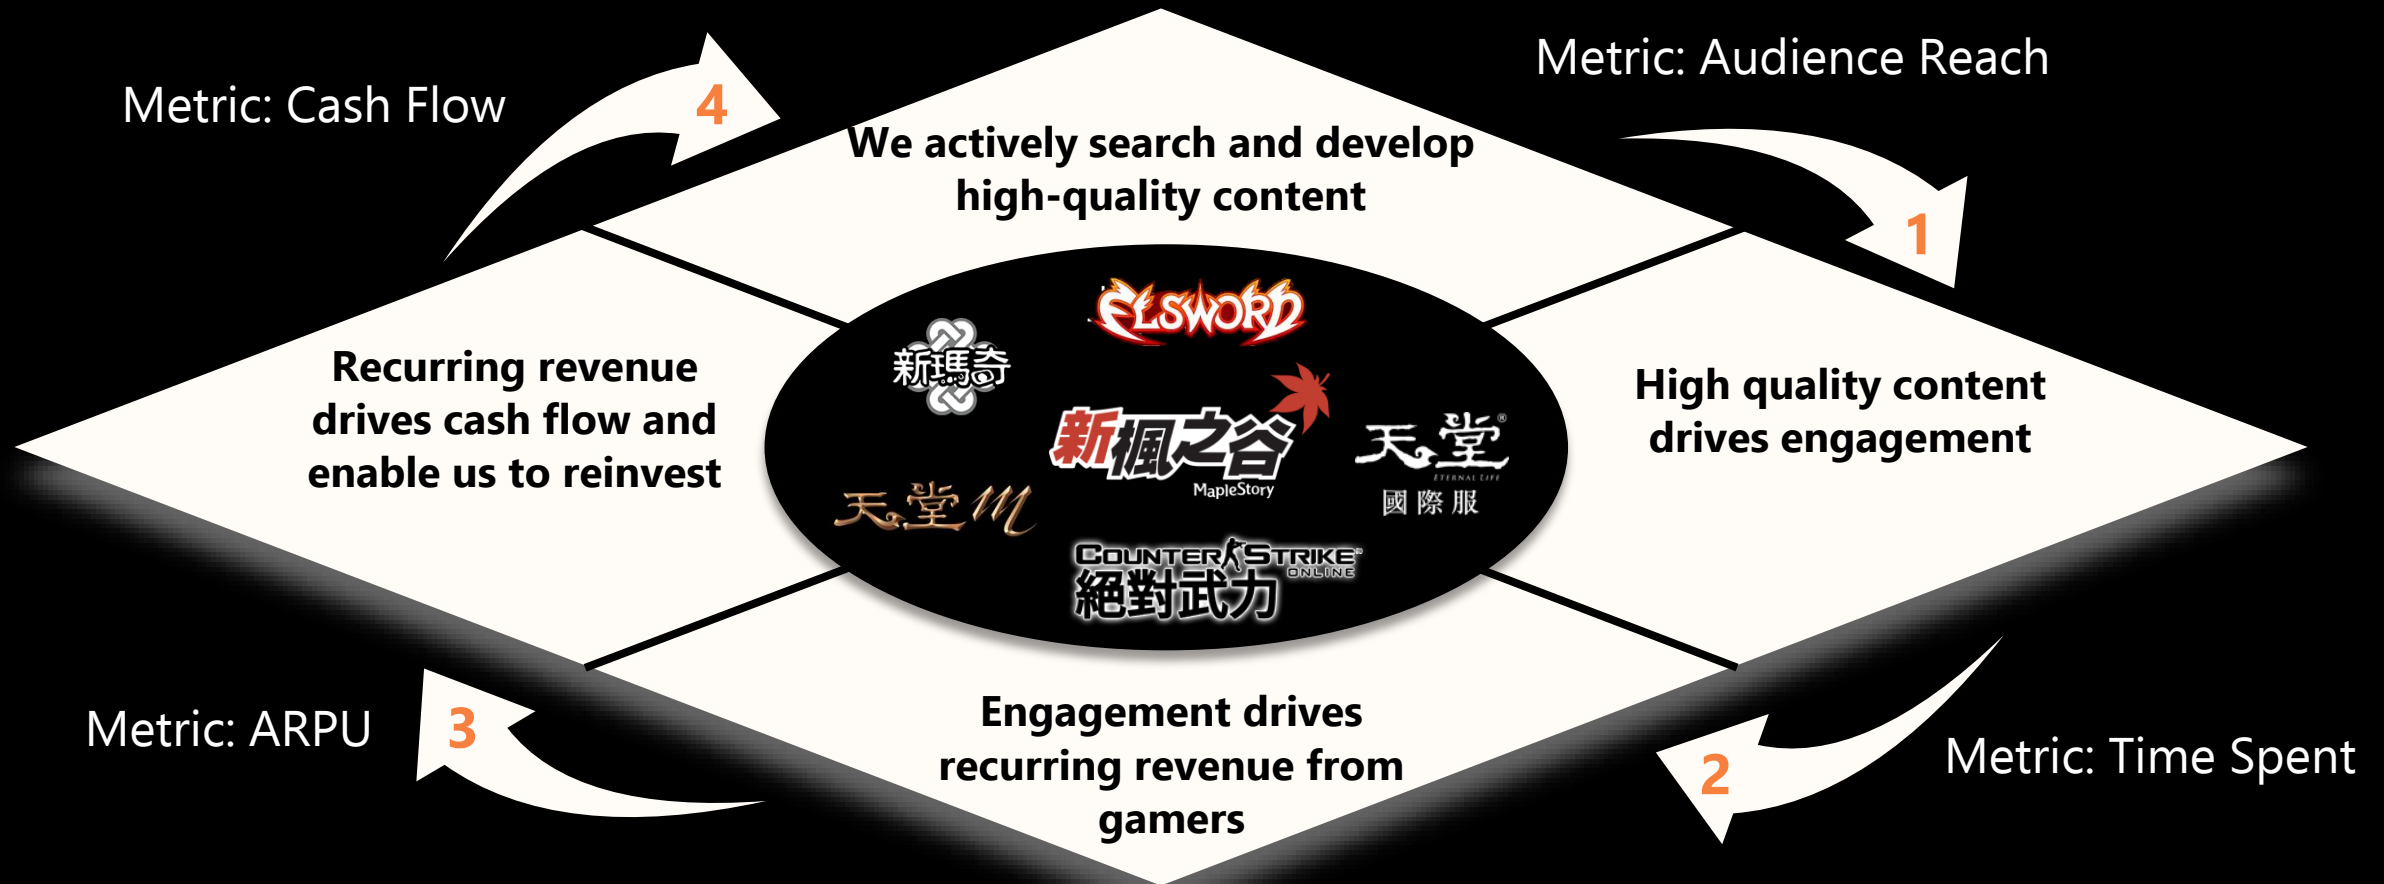 Metric: Audience Reach
Metric: Cash Flow
4
We actively search and develop
high-quality content
1
ELSWORD
新瑪奇
Recurring revenue
drives cash flow and
enable us to reinvest
新楓之谷
MapleStory
天堂®
ETERNAL LIFE
國際服
High quality content
drives engagement
天堂M
COUNTER STRIKE
ONLINE
絕對武力
Engagement drives
recurring revenue from
gamers
Metric: ARPU
3
2
Metric: Time Spent